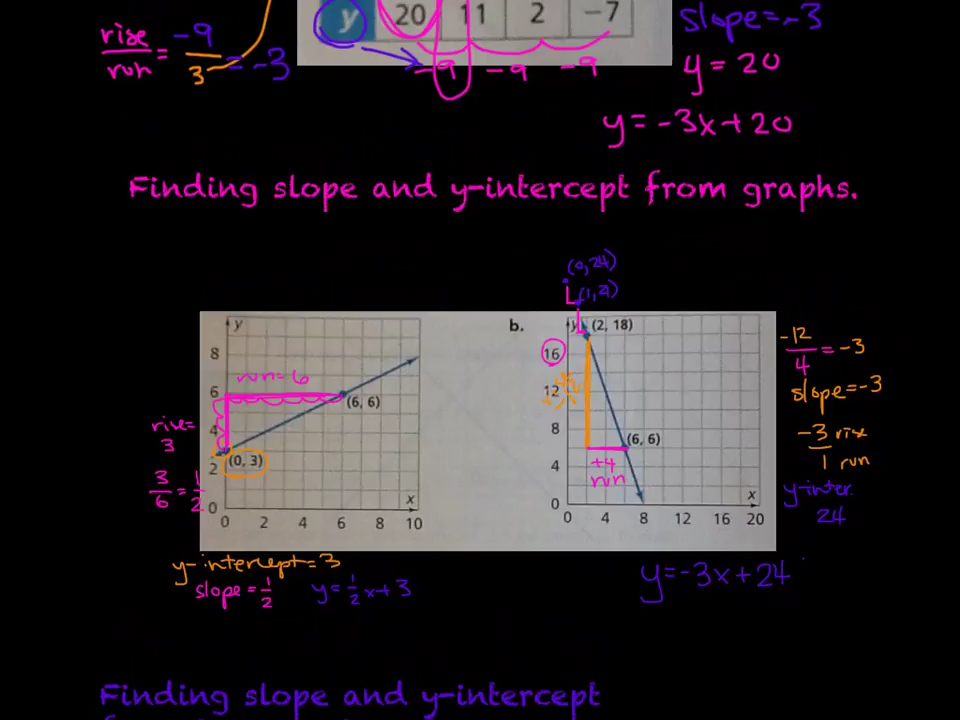 rise/run = -9/3 = -3
y 20 11 2 -7
-9 -9 -9
slope=-3
y = 20
y = -3x+20
Finding slope and y-intercept from graphs.
y
8
6
4
2
0
0 2 4 6 8 10
x
run=6
(6, 6)
rise=
3
(0, 3)
3/6 = 1/2
y-intercept=3
slope = 1/2
y=1/2x+3
b.
(0,24)
(1,21)
y
(2, 18)
16
12
8
4
0
0 4 8 12 16 20
x
(6, 6)
+4
run
-12/4 = -3
slope=-3
-3 rise
1 run
y-inter.
24
y=-3x+24
Finding slope and y-intercept